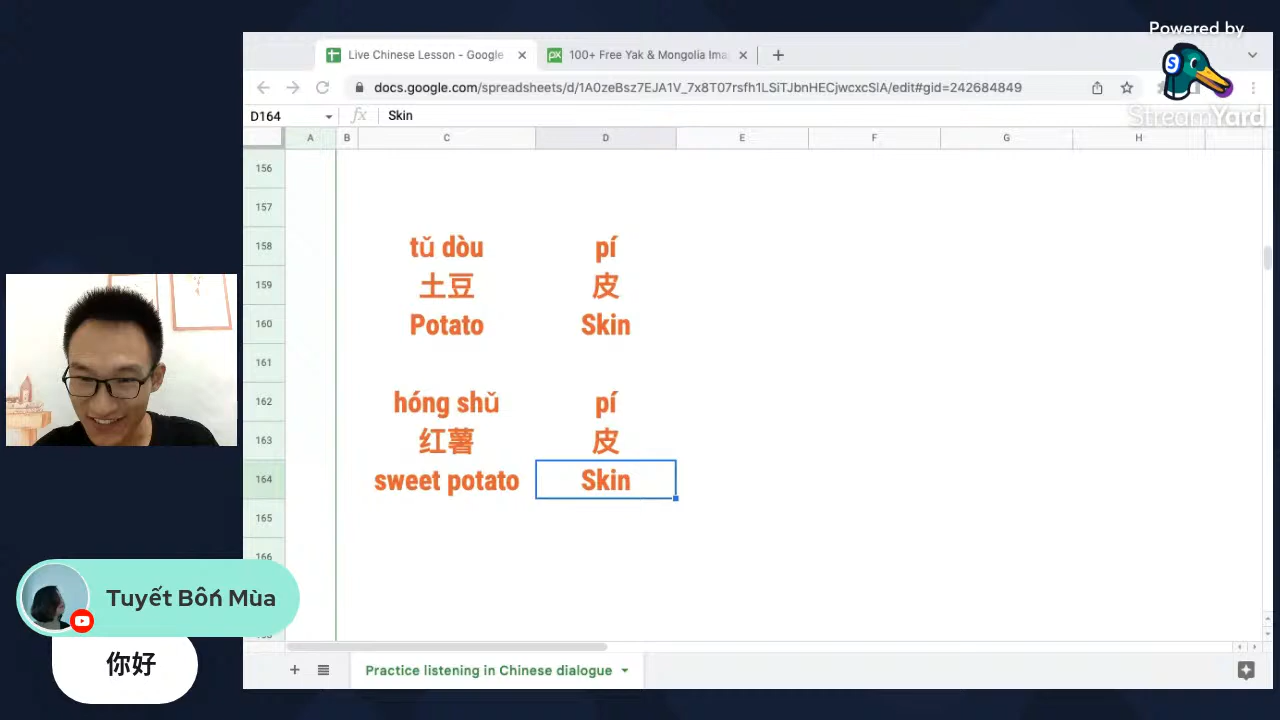 Powered by
StreamYard
Live Chinese Lesson - Google
100+ Free Yak & Mongolia Ima
docs.google.com/spreadsheets/d/1A0zeBsz7EJA1V_7x8T07rsfh1LSiTJbnHECjwcxcSlA/edit#gid=242684849
D164 fx Skin
A B C D E F G H
156
157
158 tǔ dòu pí
159 土豆 皮
160 Potato Skin
161
162 hóng shǔ pí
163 红薯 皮
164 sweet potato Skin
165
166
Tuyết Bốn Mùa
你好
Practice listening in Chinese dialogue